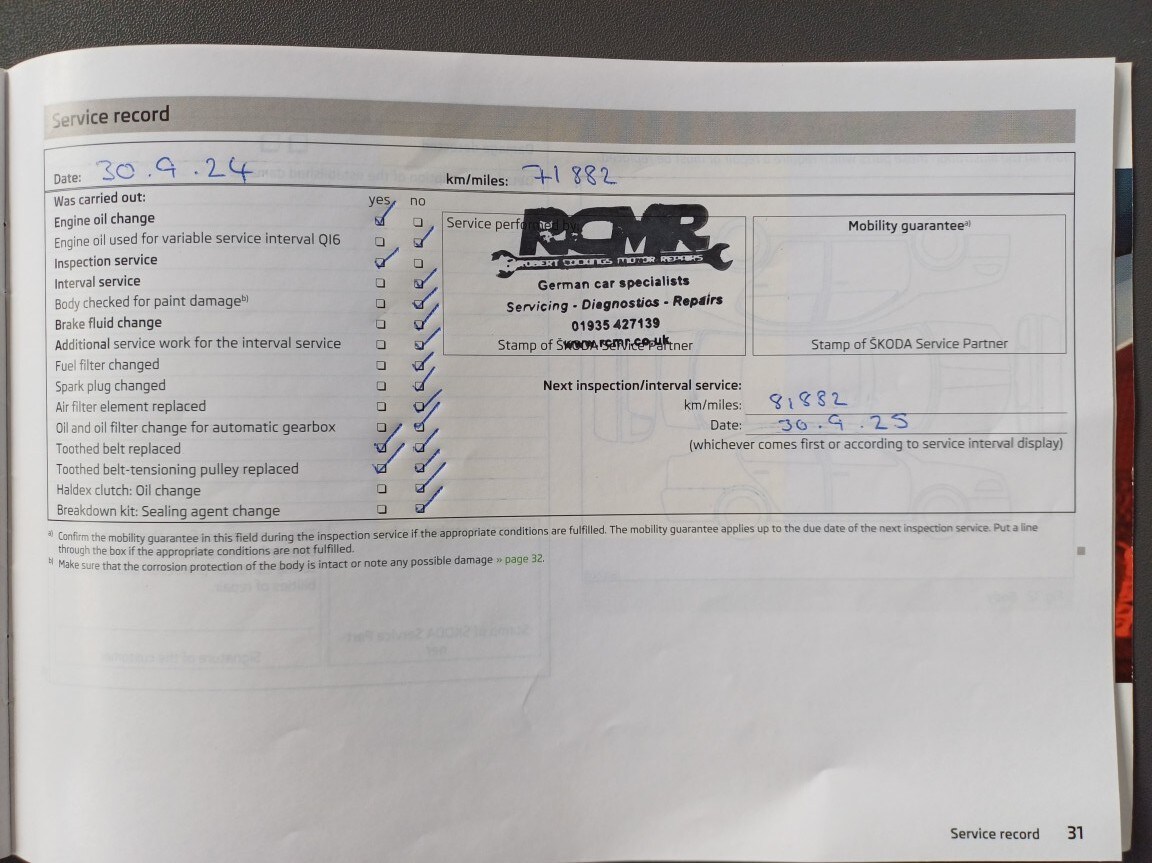 Service record
Date: 30.9.24 km/miles: 71882
Was carried out: yes no
Engine oil change
Engine oil used for variable service interval QI6
Inspection service
Interval service
Body checked for paint damage b)
Brake fluid change
Additional service work for the interval service
Fuel filter changed
Spark plug changed
Air filter element replaced
Oil and oil filter change for automatic gearbox
Toothed belt replaced
Toothed belt-tensioning pulley replaced
Haldex clutch: Oil change
Breakdown kit: Sealing agent change
Service performed by:
RCMR
ROBERT COOKINGS MOTOR REPAIRS
German car specialists
Servicing - Diagnostics - Repairs
01935 427139
www.rcmr.co.uk
Stamp of ŠKODA Service Partner
Mobility guarantee a)
Stamp of ŠKODA Service Partner
Next inspection/interval service:
km/miles: 81882
Date: 30.9.25
(whichever comes first or according to service interval display)
a) Confirm the mobility guarantee in this field during the inspection service if the appropriate conditions are fulfilled. The mobility guarantee applies up to the due date of the next inspection service. Put a line
through the box if the appropriate conditions are not fulfilled.
b) Make sure that the corrosion protection of the body is intact or note any possible damage » page 32.
Service record 31